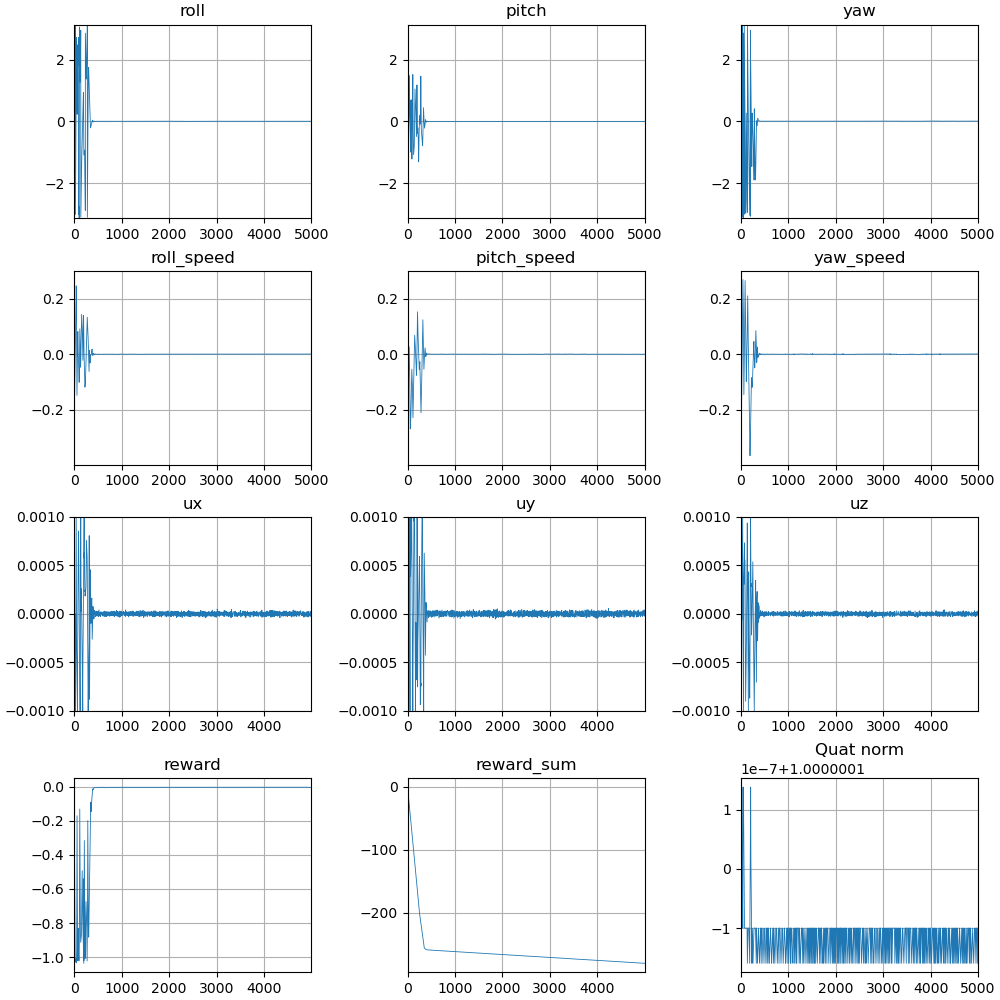 roll pitch yaw
2 2 2
0 0 0
−2 −2 −2
0 1000 2000 3000 4000 5000 0 1000 2000 3000 4000 5000 0 1000 2000 3000 4000 5000
roll_speed pitch_speed yaw_speed
0.2 0.2 0.2
0.0 0.0 0.0
−0.2 −0.2 −0.2
0 1000 2000 3000 4000 5000 0 1000 2000 3000 4000 5000 0 1000 2000 3000 4000 5000
ux uy uz
0.0010 0.0010 0.0010
0.0005 0.0005 0.0005
0.0000 0.0000 0.0000
−0.0005 −0.0005 −0.0005
−0.0010 −0.0010 −0.0010
0 1000 2000 3000 4000 0 1000 2000 3000 4000 0 1000 2000 3000 4000
reward reward_sum Quat norm
1e−7+1.0000001
0.0 0 1
−0.2 −100 0
−0.4 −200 −1
−0.6
−0.8
−1.0
0 1000 2000 3000 4000 0 1000 2000 3000 4000 0 1000 2000 3000 4000